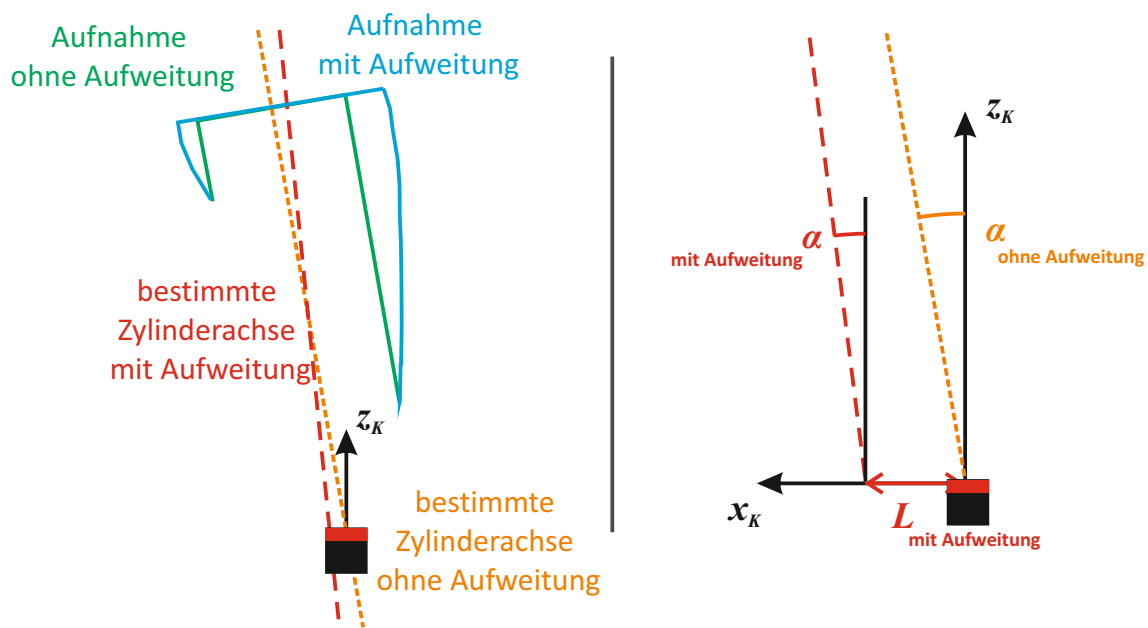 Aufnahme
ohne Aufweitung
Aufnahme
mit Aufweitung
bestimmte
Zylinderachse
mit Aufweitung
z_K
bestimmte
Zylinderachse
ohne Aufweitung
z_K
α
mit Aufweitung
α
ohne Aufweitung
x_K
L
mit Aufweitung